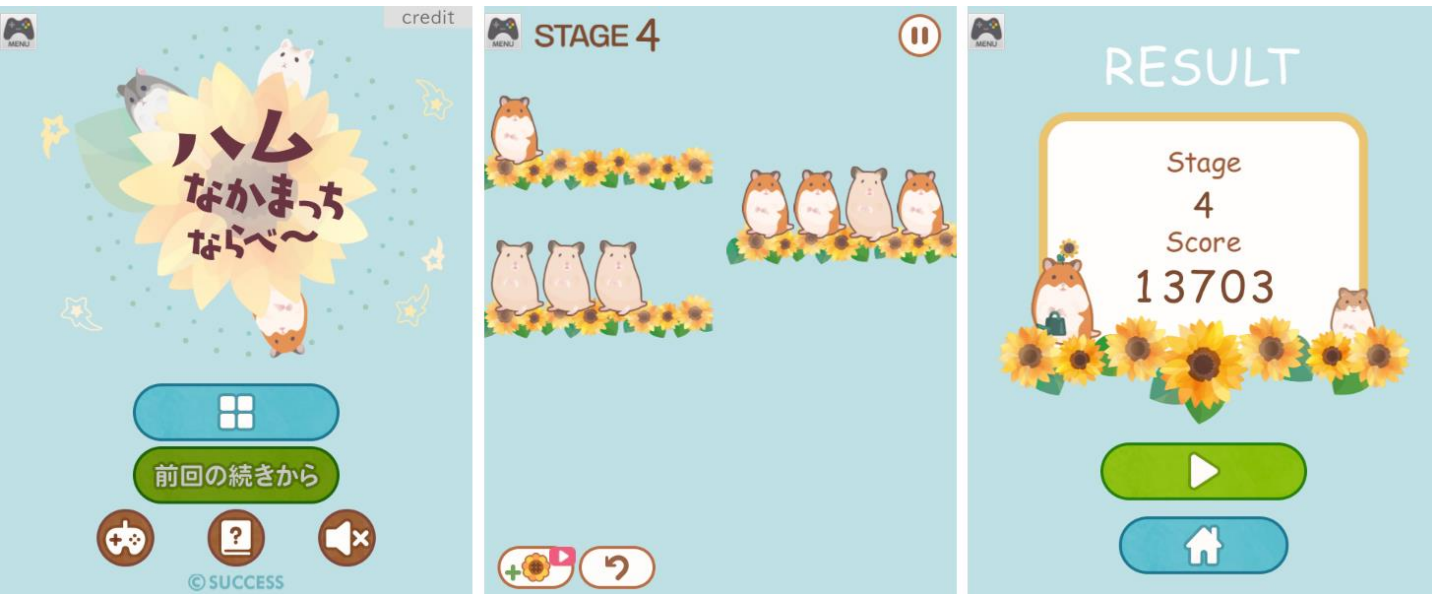 MENU
credit
ハム
なかまっち
ならべ〜
前回の続きから
?
© SUCCESS
MENU
STAGE 4
+
MENU
RESULT
Stage
4
Score
13703